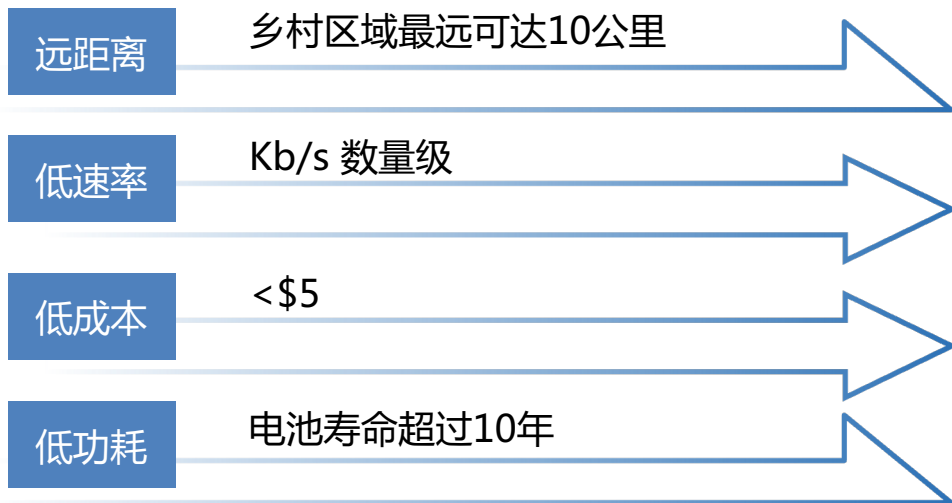 远距离
乡村区域最远可达10公里
低速率
Kb/s 数量级
低成本
<$5
低功耗
电池寿命超过10年